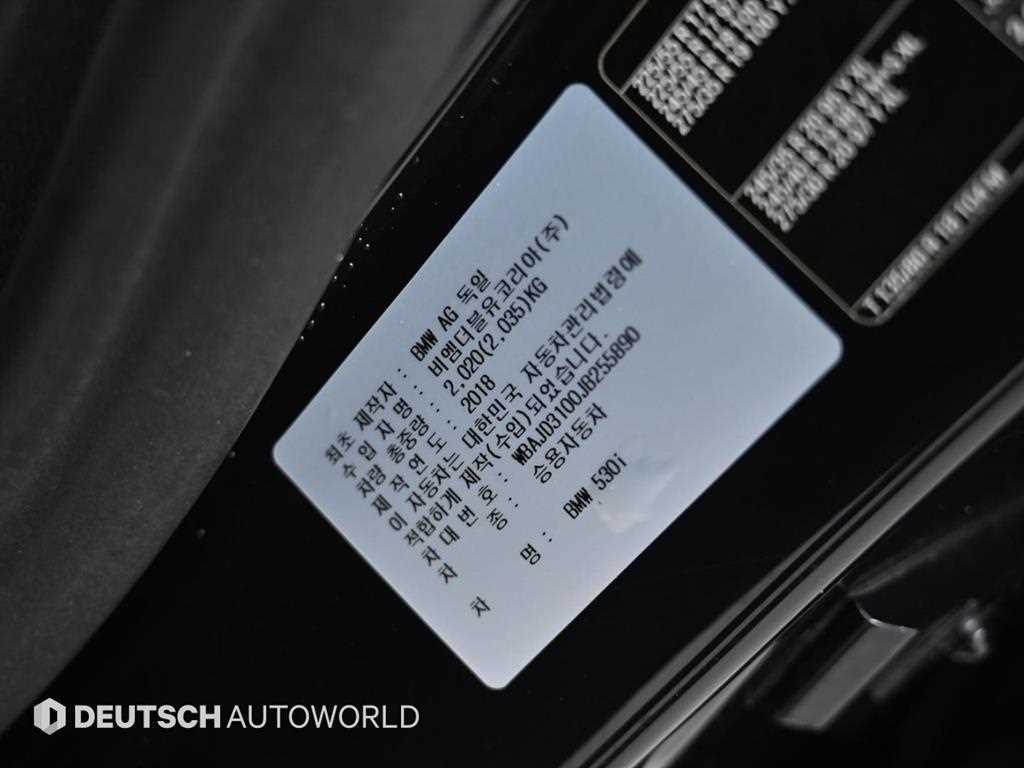 최초 제작자 : BMW AG 독일
수 입 자 명 : 비엠더블유코리아(주)
차량 총중량 : 2,020(2,035)KG
제 작 연 도 : 2018
이 자동차는 대한민국 자동차관리법령에
적합하게 제작(수입)되었습니다.
차 대 번 호 : WBAJD3100JB255890
차 종 : 승용자동차
차 명 : BMW 530i
DEUTSCH AUTOWORLD